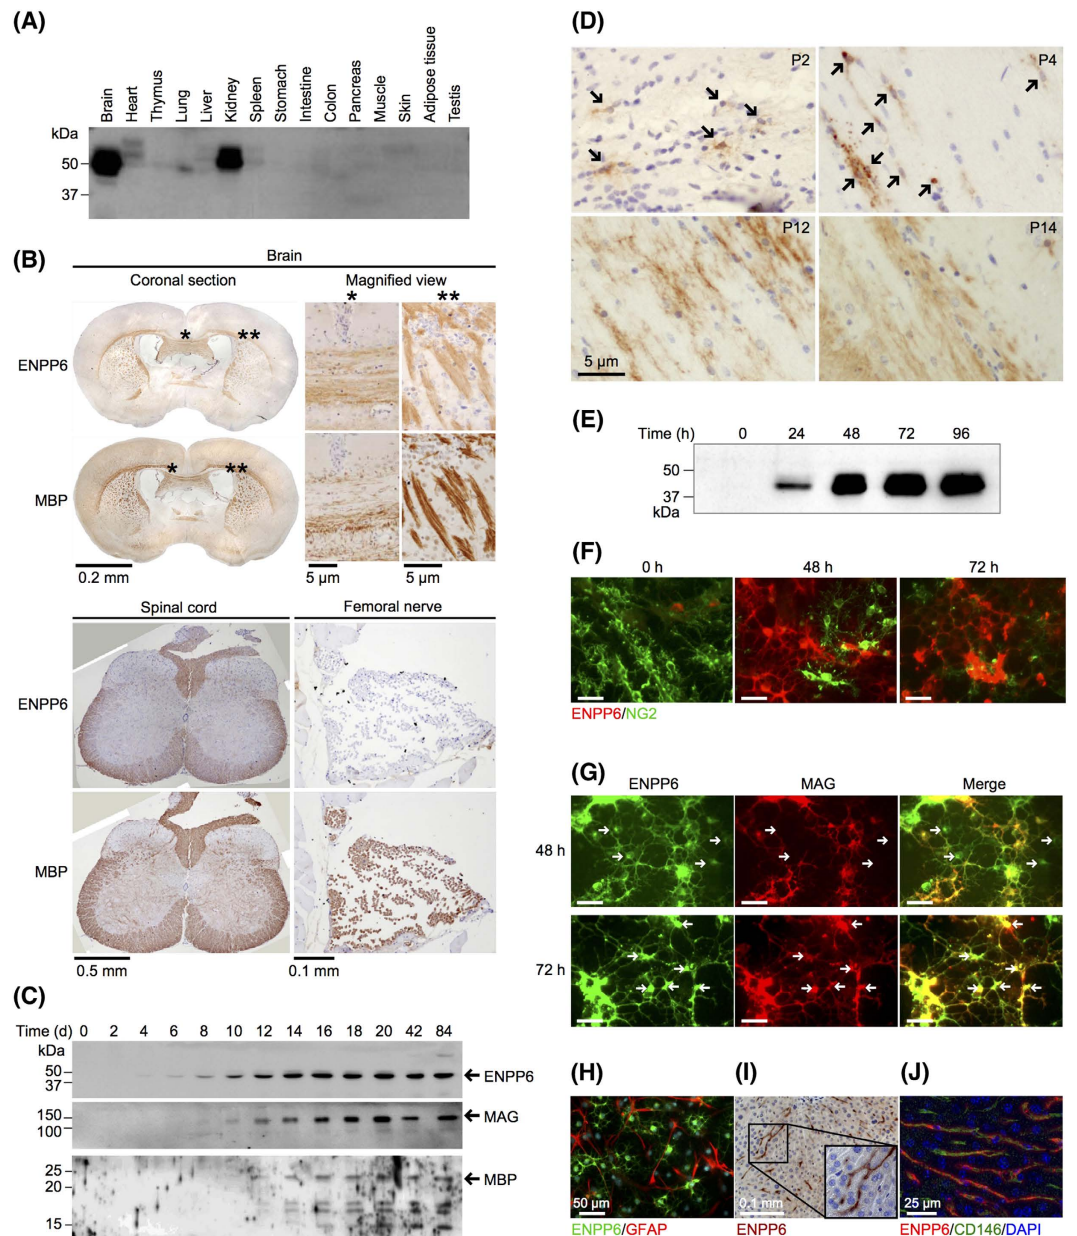 (A)
Brain Heart Thymus Lung Liver Kidney Spleen Stomach Intestine Colon Pancreas Muscle Skin Adipose tissue Testis
kDa
50
37
(B)
Brain
Coronal section Magnified view
* **
* **
ENPP6
* **
MBP
0.2 mm 5 µm 5 µm
Spinal cord Femoral nerve
ENPP6
MBP
0.5 mm 0.1 mm
(C)
Time (d) 0 2 4 6 8 10 12 14 16 18 20 42 84
kDa
50
37
ENPP6
150
100
MAG
25
20
15
MBP
(D)
P2 P4
P12 P14
5 µm
(E)
Time (h) 0 24 48 72 96
50
37
kDa
(F)
0 h 48 h 72 h
ENPP6/NG2
(G)
ENPP6 MAG Merge
48 h
72 h
(H)
50 µm
ENPP6/GFAP
(I)
0.1 mm
ENPP6
(J)
25 µm
ENPP6/CD146/DAPI